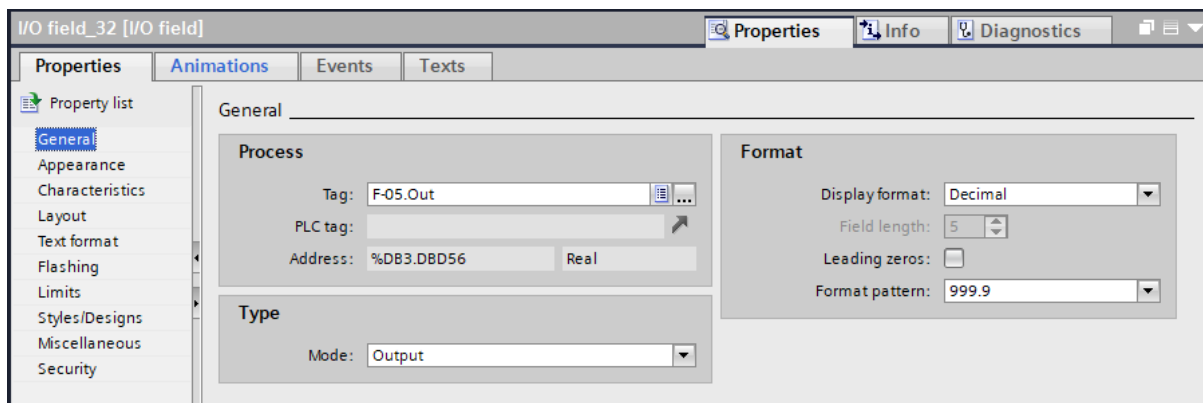 I/O field_32 [I/O field]
Properties Info Diagnostics
Properties Animations Events Texts
Property list
General
Appearance
Characteristics
Layout
Text format
Flashing
Limits
Styles/Designs
Miscellaneous
Security
General
Process
Tag: F-05.Out ...
PLC tag:
Address: %DB3.DBD56 Real
Type
Mode: Output
Format
Display format: Decimal
Field length: 5
Leading zeros:
Format pattern: 999.9